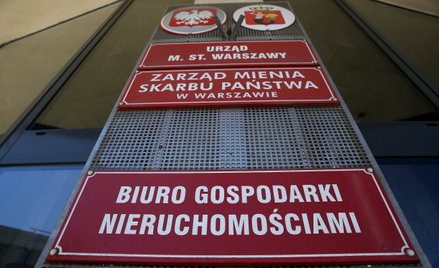 URZĄD
M. ST. WARSZAWY
ZARZĄD MIENIA
SKARBU PAŃSTWA
W WARSZAWIE
BIURO GOSPODARKI
NIERUCHOMOŚCIAMI